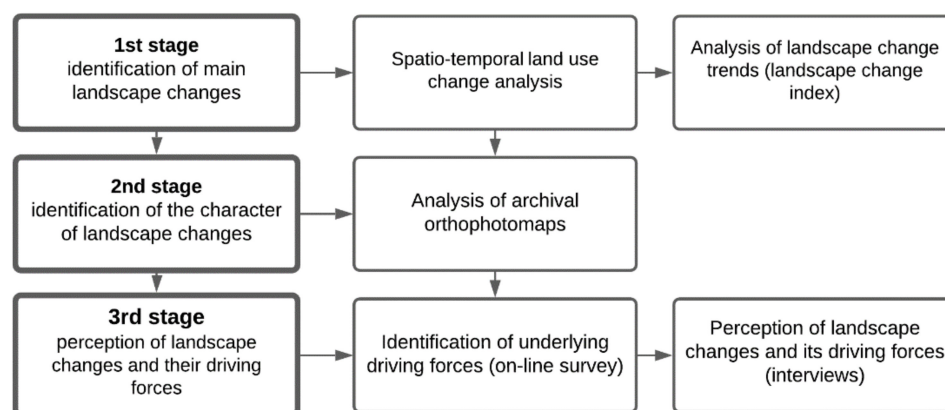 1st stage
identification of main
landscape changes
Spatio-temporal land use
change analysis
Analysis of landscape change
trends (landscape change
index)
2nd stage
identification of the character
of landscape changes
Analysis of archival
orthophotomaps
3rd stage
perception of landscape
changes and their driving
forces
Identification of underlying
driving forces (on-line survey)
Perception of landscape
changes and its driving forces
(interviews)